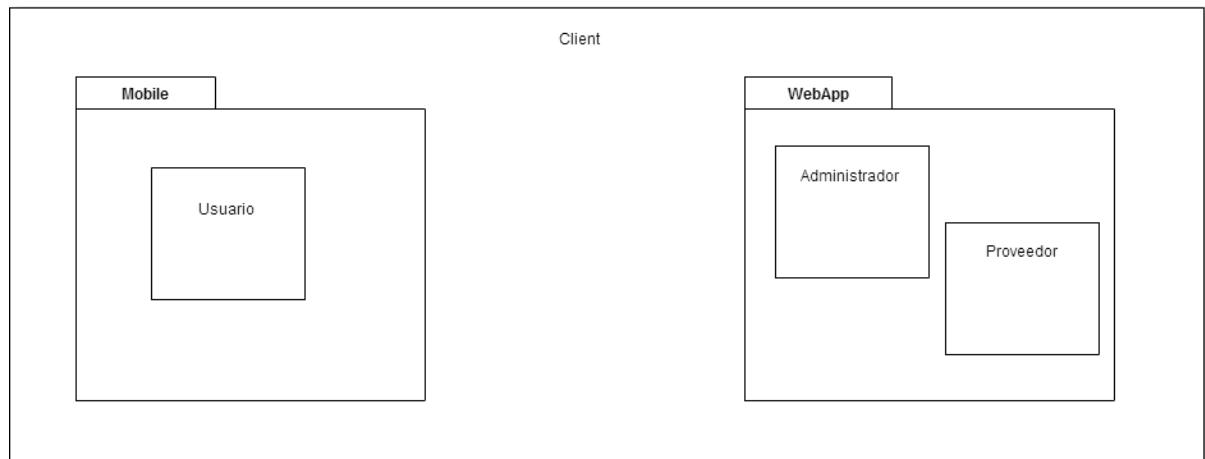 Client
Mobile
Usuario
WebApp
Administrador
Proveedor